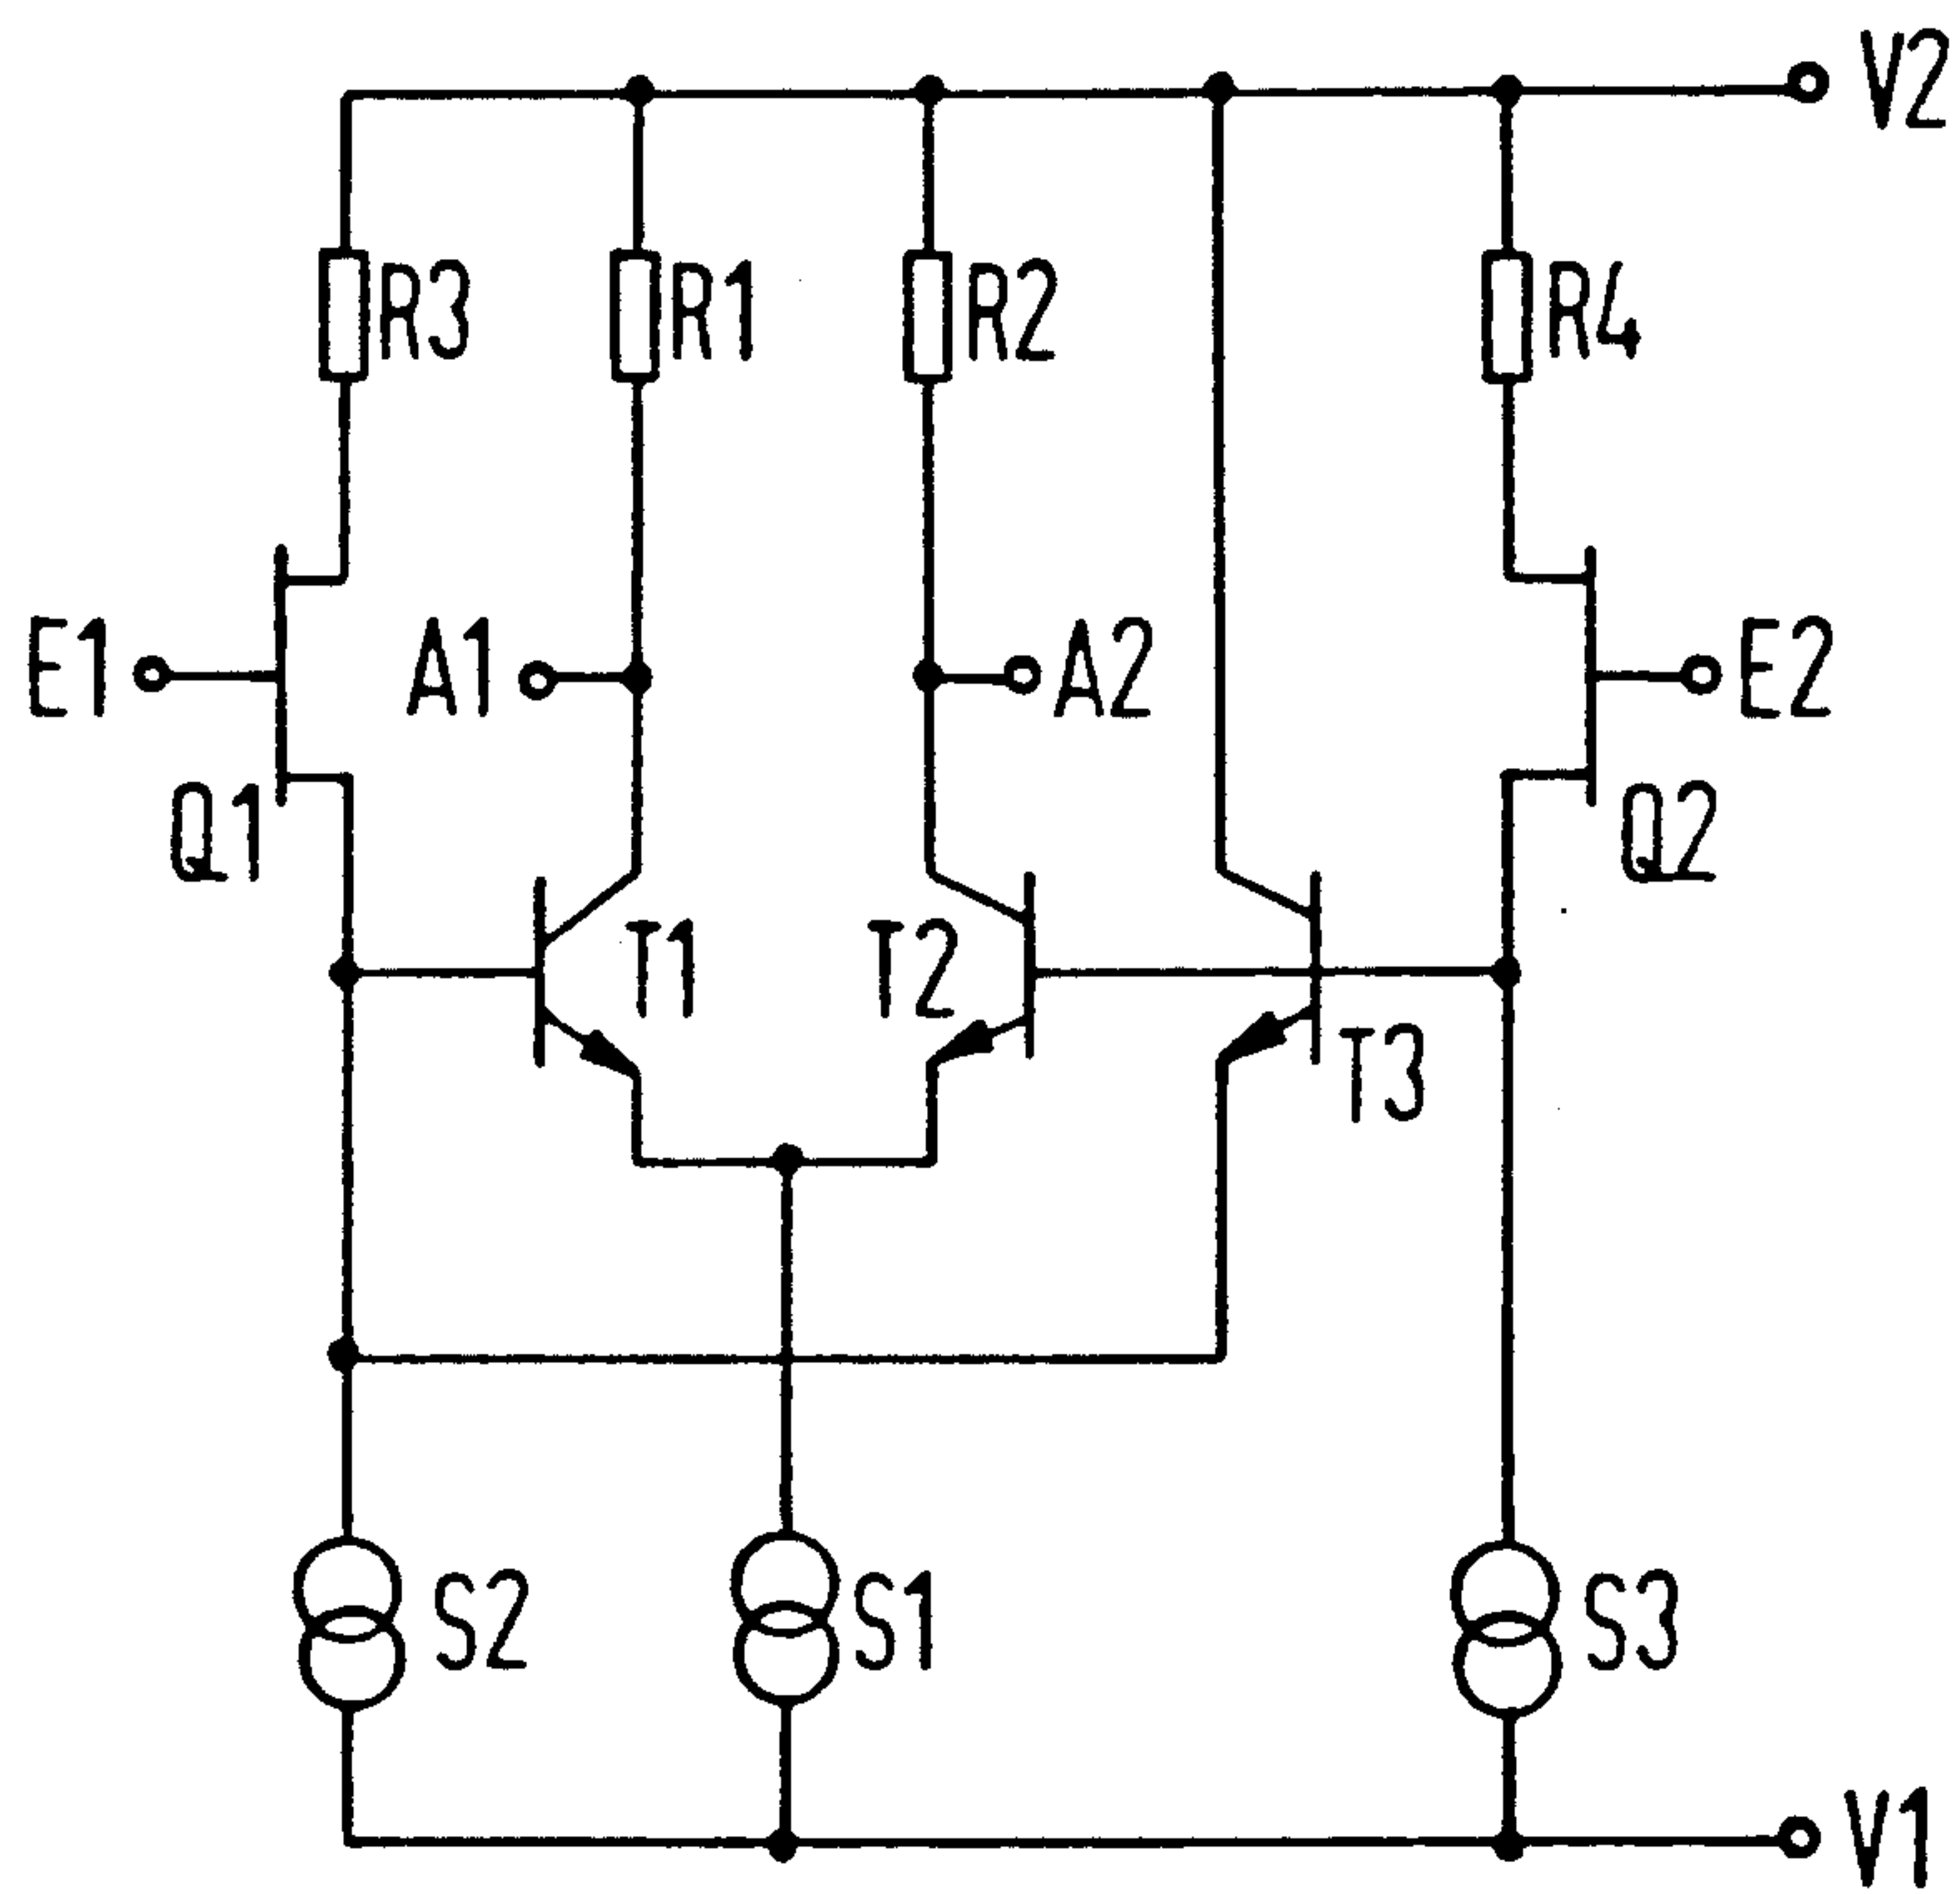 V2
R3 R1 R2 R4
E1 A1 A2 E2
Q1 Q2
T1 T2
T3
S2 S1 S3
V1